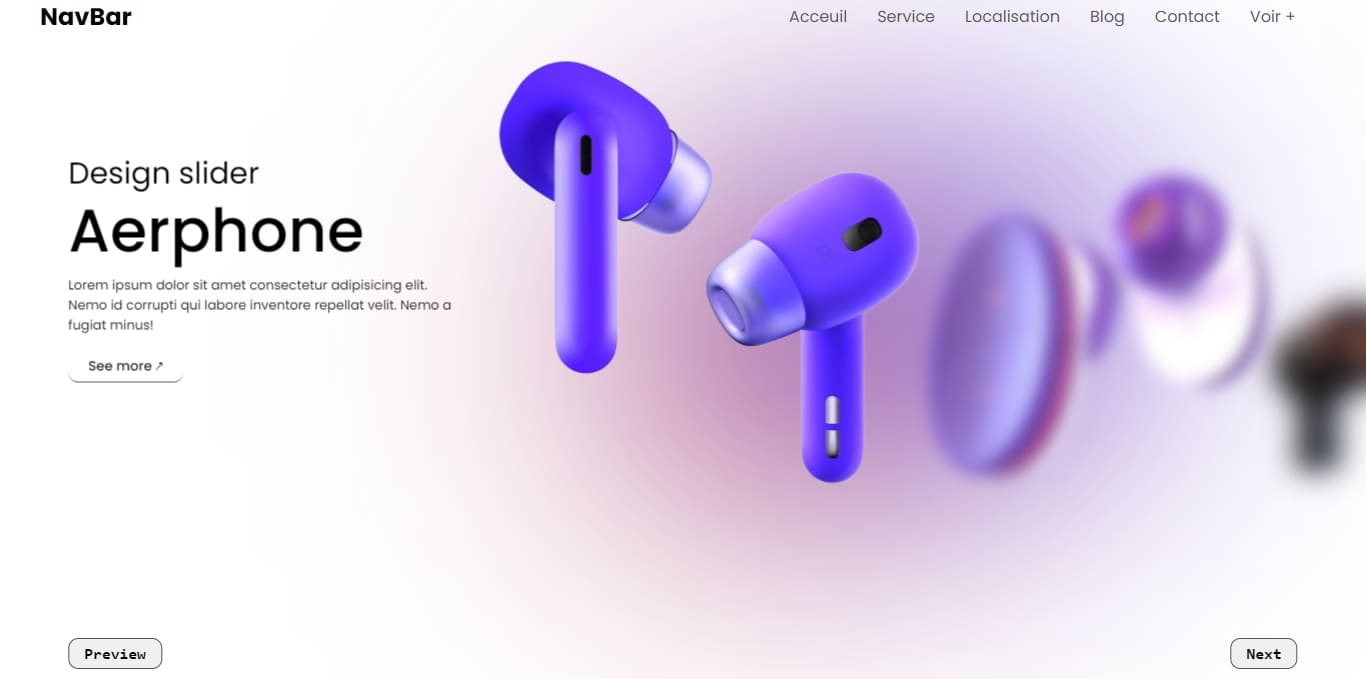 NavBar
Acceuil Service Localisation Blog Contact Voir +
Design slider
Aerphone
Lorem ipsum dolor sit amet consectetur adipisicing elit.
Nemo id corrupti qui labore inventore repellat velit. Nemo a
fugiat minus!
See more ↗
Preview
Next